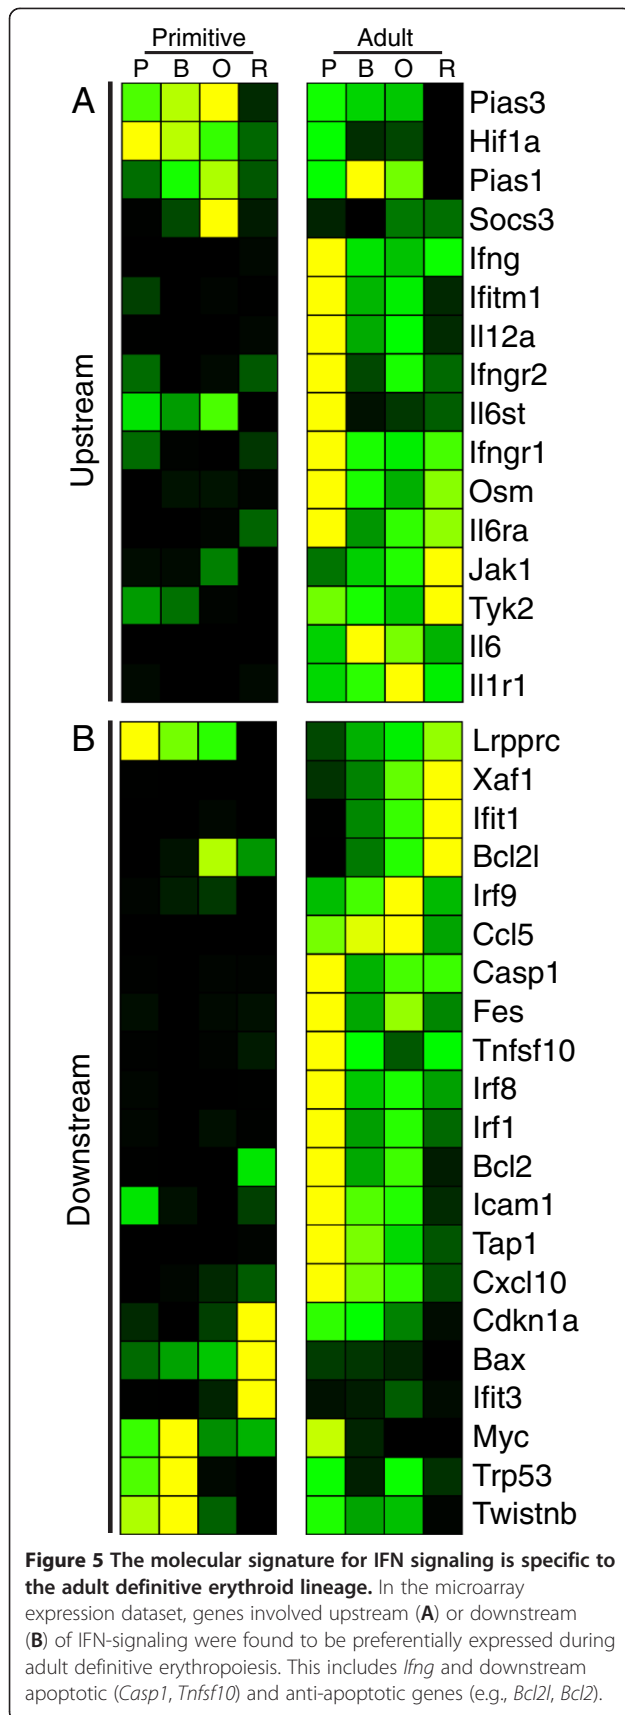 Primitive Adult
P B O R P B O R
A
Upstream
Pias3
Hif1a
Pias1
Socs3
Ifng
Ifitm1
Il12a
Ifngr2
Il6st
Ifngr1
Osm
Il6ra
Jak1
Tyk2
Il6
Il1r1
B
Downstream
Lrpprc
Xaf1
Ifit1
Bcl2l
Irf9
Ccl5
Casp1
Fes
Tnfsf10
Irf8
Irf1
Bcl2
Icam1
Tap1
Cxcl10
Cdkn1a
Bax
Ifit3
Myc
Trp53
Twistnb
Figure 5 The molecular signature for IFN signaling is specific to
the adult definitive erythroid lineage. In the microarray
expression dataset, genes involved upstream (A) or downstream
(B) of IFN-signaling were found to be preferentially expressed during
adult definitive erythropoiesis. This includes Ifng and downstream
apoptotic (Casp1, Tnfsf10) and anti-apoptotic genes (e.g., Bcl2l, Bcl2).